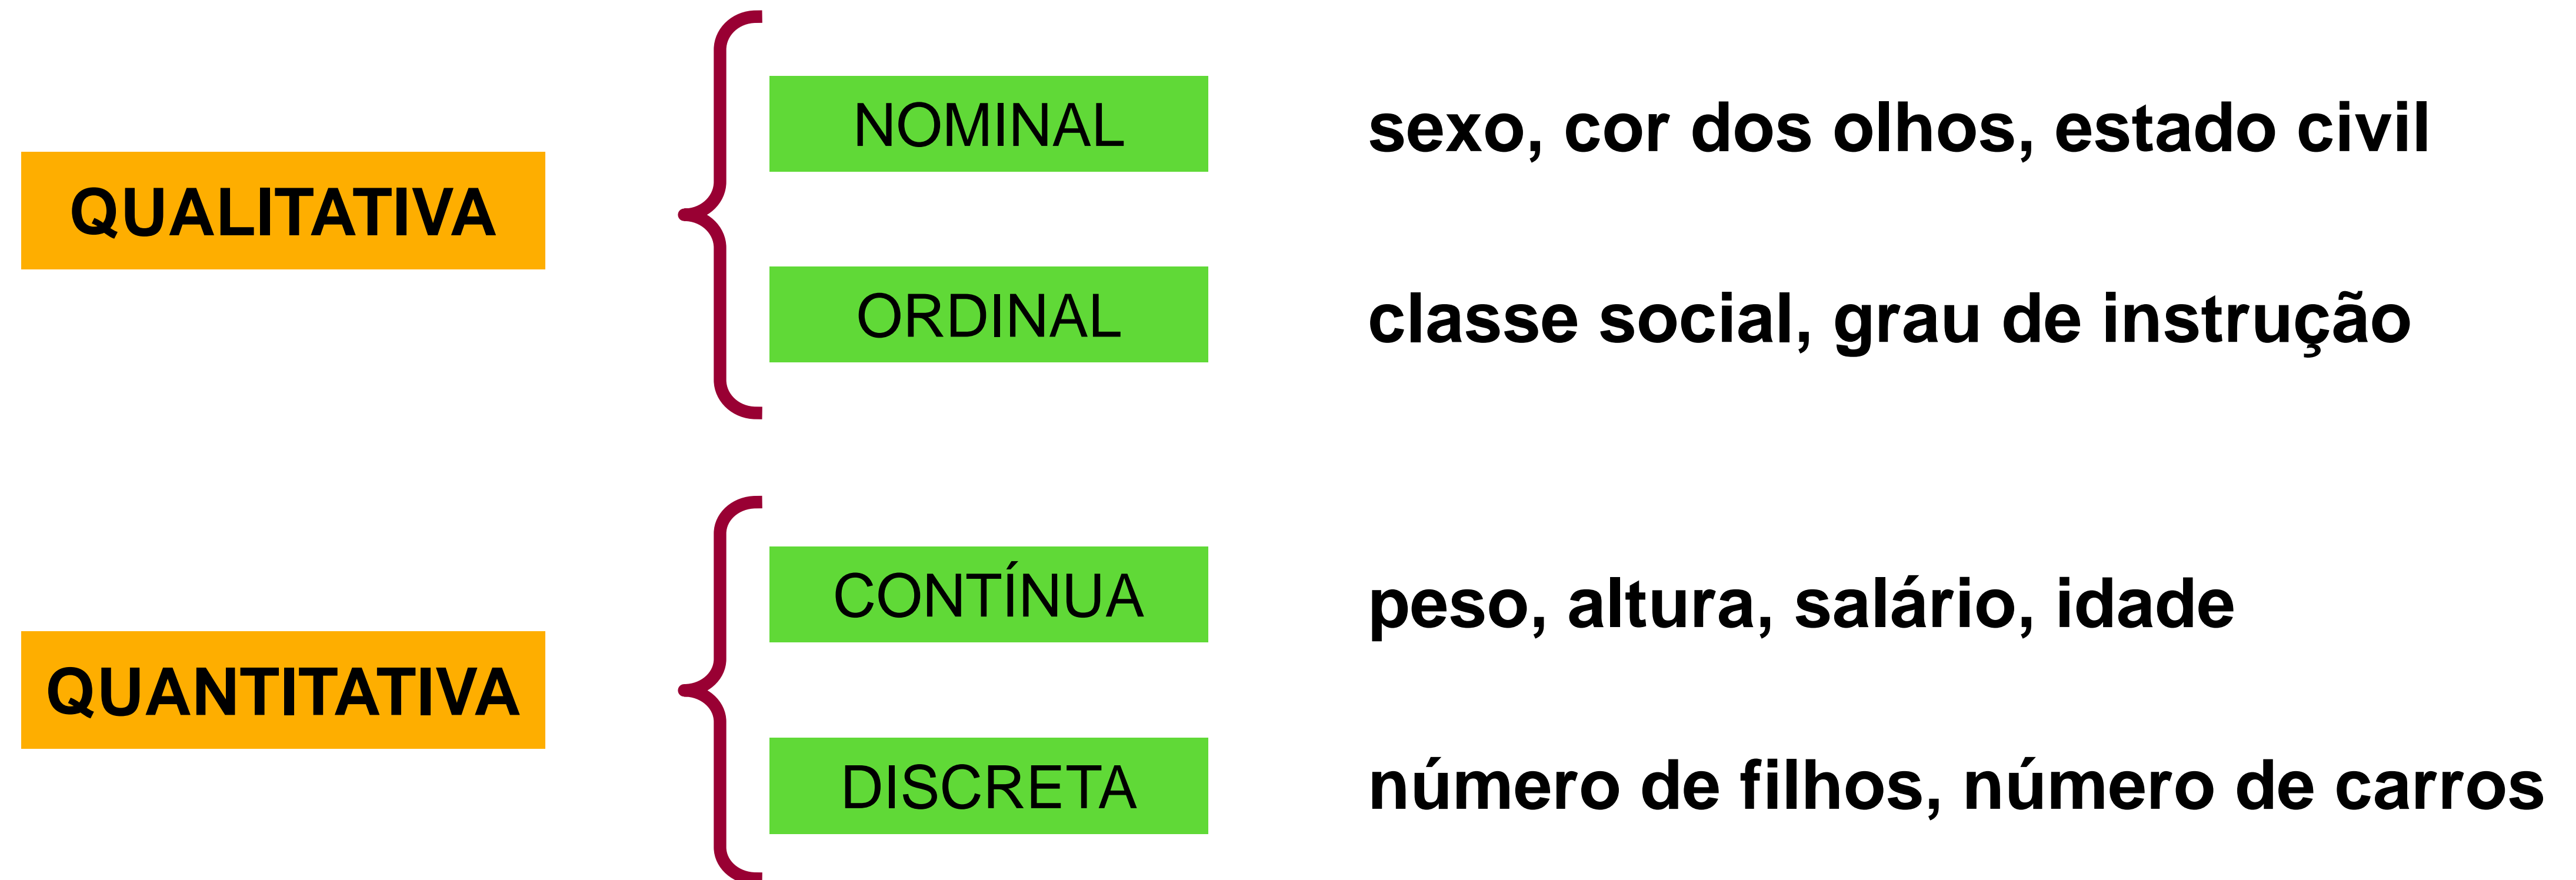 QUALITATIVA
NOMINAL
sexo, cor dos olhos, estado civil
ORDINAL
classe social, grau de instrução
QUANTITATIVA
CONTÍNUA
peso, altura, salário, idade
DISCRETA
número de filhos, número de carros